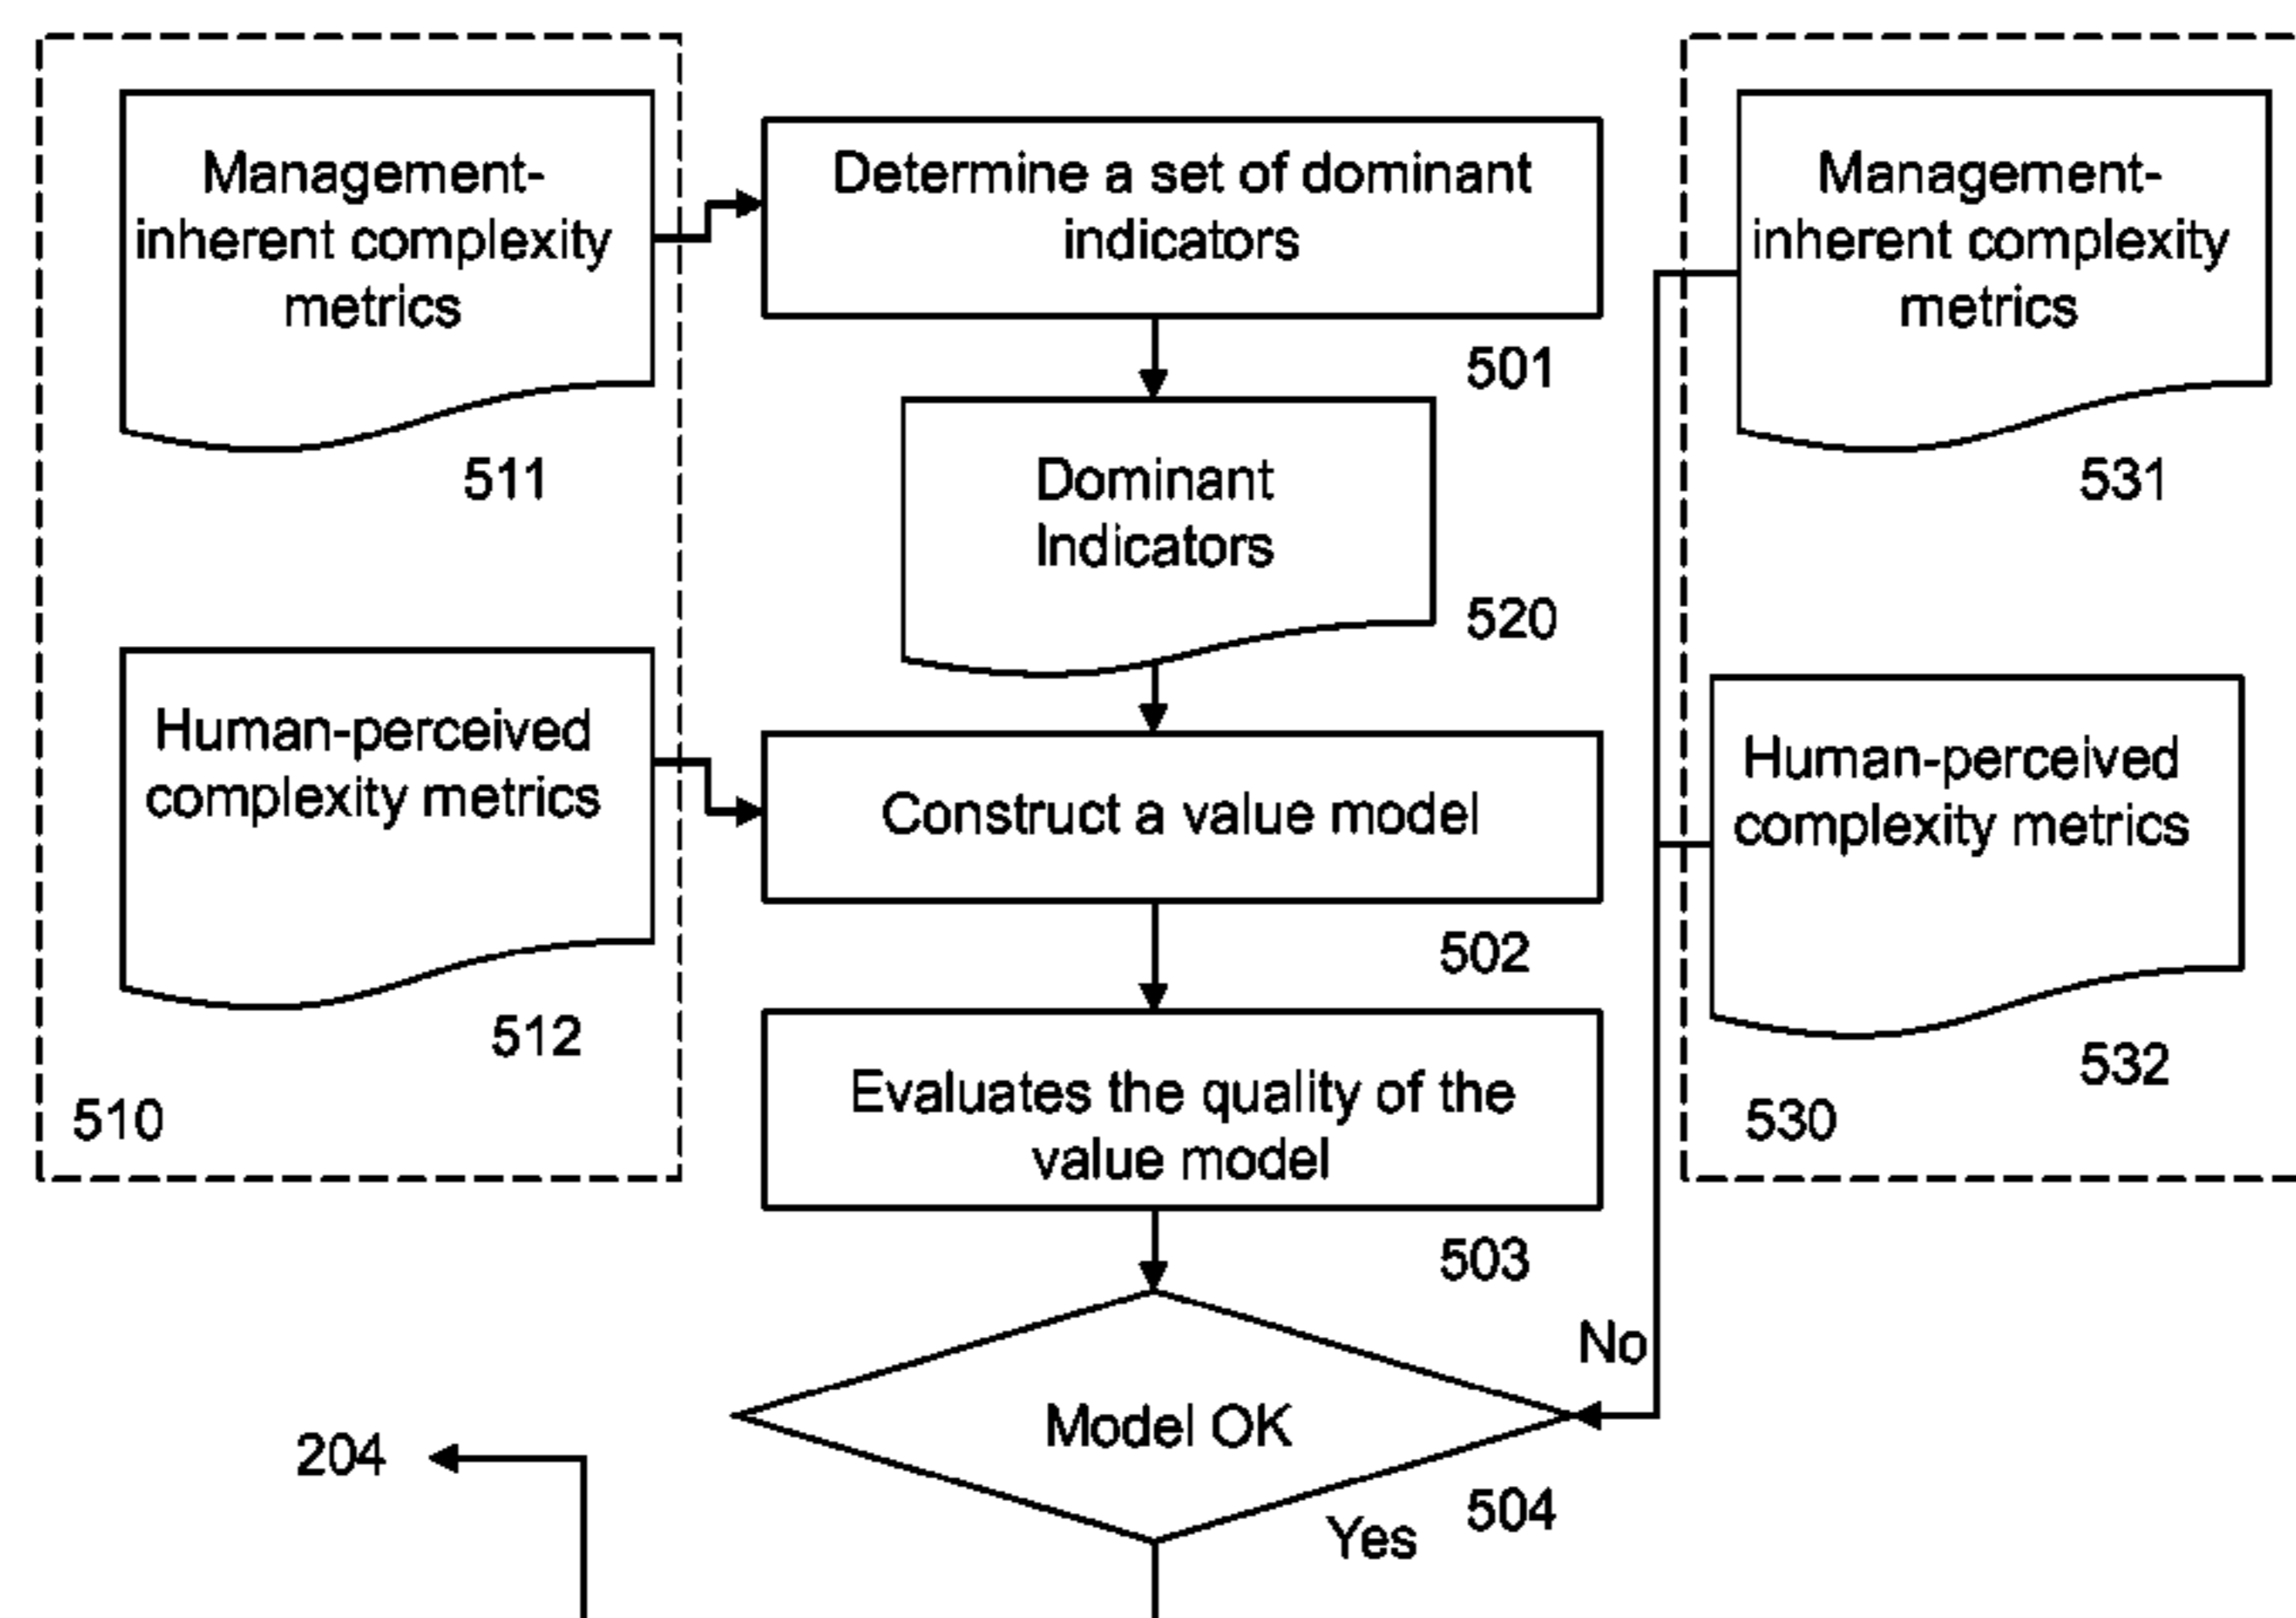 Management-
inherent complexity
metrics
511
Human-perceived
complexity metrics
512
510
Determine a set of dominant
indicators
501
Dominant
Indicators
520
Construct a value model
502
Evaluates the quality of the
value model
503
Model OK
504
No
Yes
204
Management-
inherent complexity
metrics
531
Human-perceived
complexity metrics
532
530